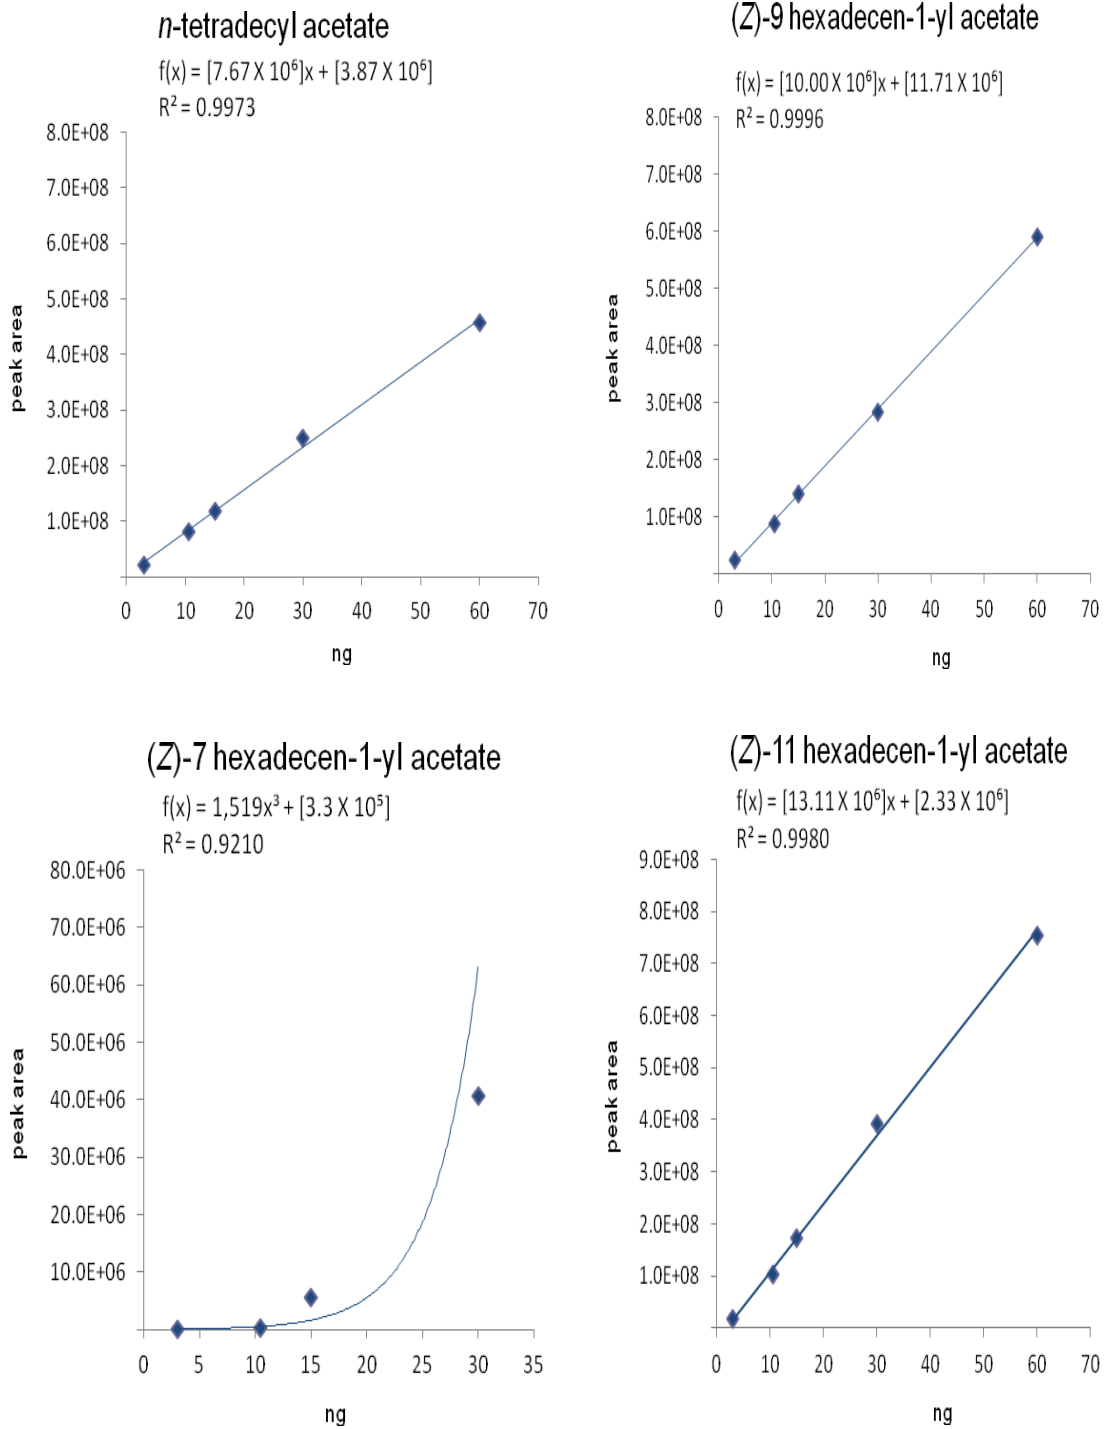 n-tetradecyl acetate
f(x) = [7.67 X 10⁶]x + [3.87 X 10⁶]
R² = 0.9973
8.0E+08
7.0E+08
6.0E+08
5.0E+08
4.0E+08
3.0E+08
2.0E+08
1.0E+08
peak area
0 10 20 30 40 50 60 70
ng
(Z)-9 hexadecen-1-yl acetate
f(x) = [10.00 X 10⁶]x + [11.71 X 10⁶]
R² = 0.9996
8.0E+08
7.0E+08
6.0E+08
5.0E+08
4.0E+08
3.0E+08
2.0E+08
1.0E+08
peak area
0 10 20 30 40 50 60 70
ng
(Z)-7 hexadecen-1-yl acetate
f(x) = 1,519x³ + [3.3 X 10⁵]
R² = 0.9210
80.0E+06
70.0E+06
60.0E+06
50.0E+06
40.0E+06
30.0E+06
20.0E+06
10.0E+06
peak area
0 5 10 15 20 25 30 35
ng
(Z)-11 hexadecen-1-yl acetate
f(x) = [13.11 X 10⁶]x + [2.33 X 10⁶]
R² = 0.9980
9.0E+08
8.0E+08
7.0E+08
6.0E+08
5.0E+08
4.0E+08
3.0E+08
2.0E+08
1.0E+08
peak area
0 10 20 30 40 50 60 70
ng